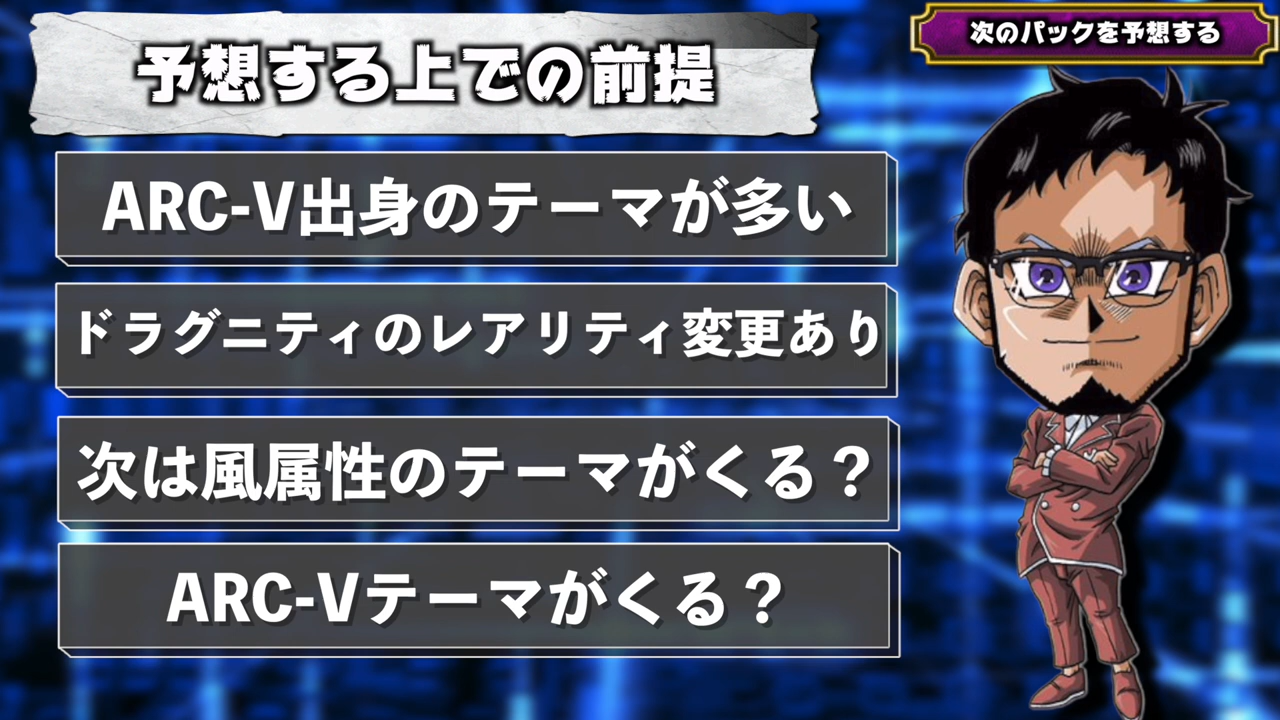 次のパックを予想する
予想する上での前提
ARC-V出身のテーマが多い
ドラグニティのレアリティ変更あり
次は風属性のテーマがくる？
ARC-Vテーマがくる？